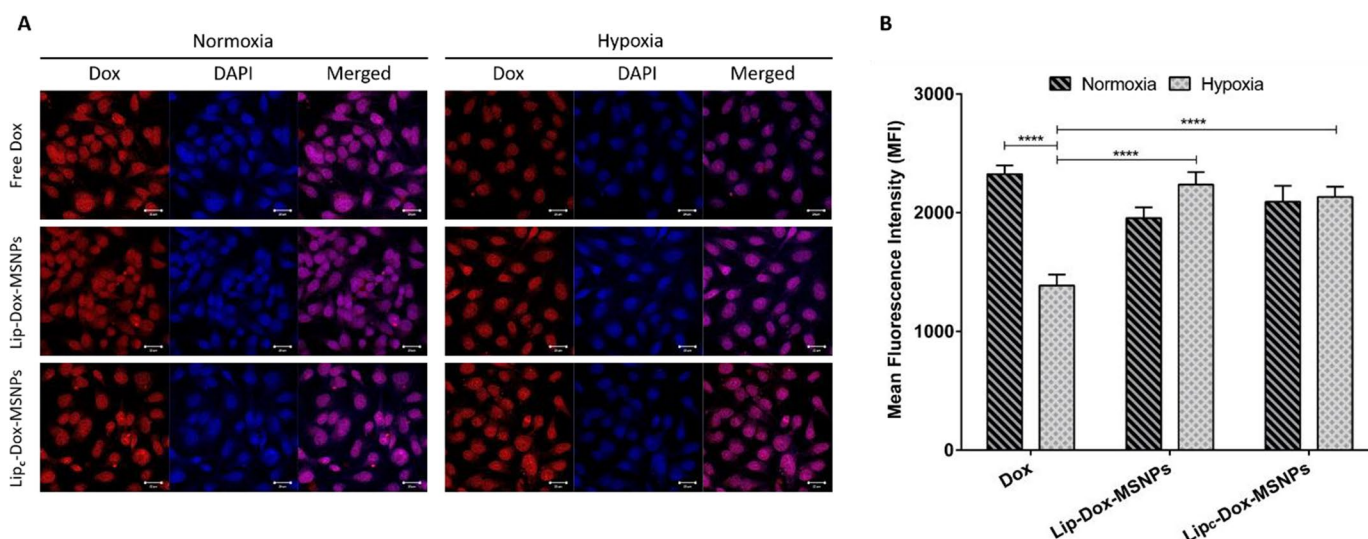 A
Normoxia
Hypoxia
Dox DAPI Merged
Dox DAPI Merged
Free Dox
Lip-Dox-MSNPs
Lipc-Dox-MSNPs
B
Normoxia Hypoxia
Mean Fluorescence Intensity (MFI)
3000
2000
1000
0
****
****
****
Dox
Lip-Dox-MSNPs
Lipc-Dox-MSNPs